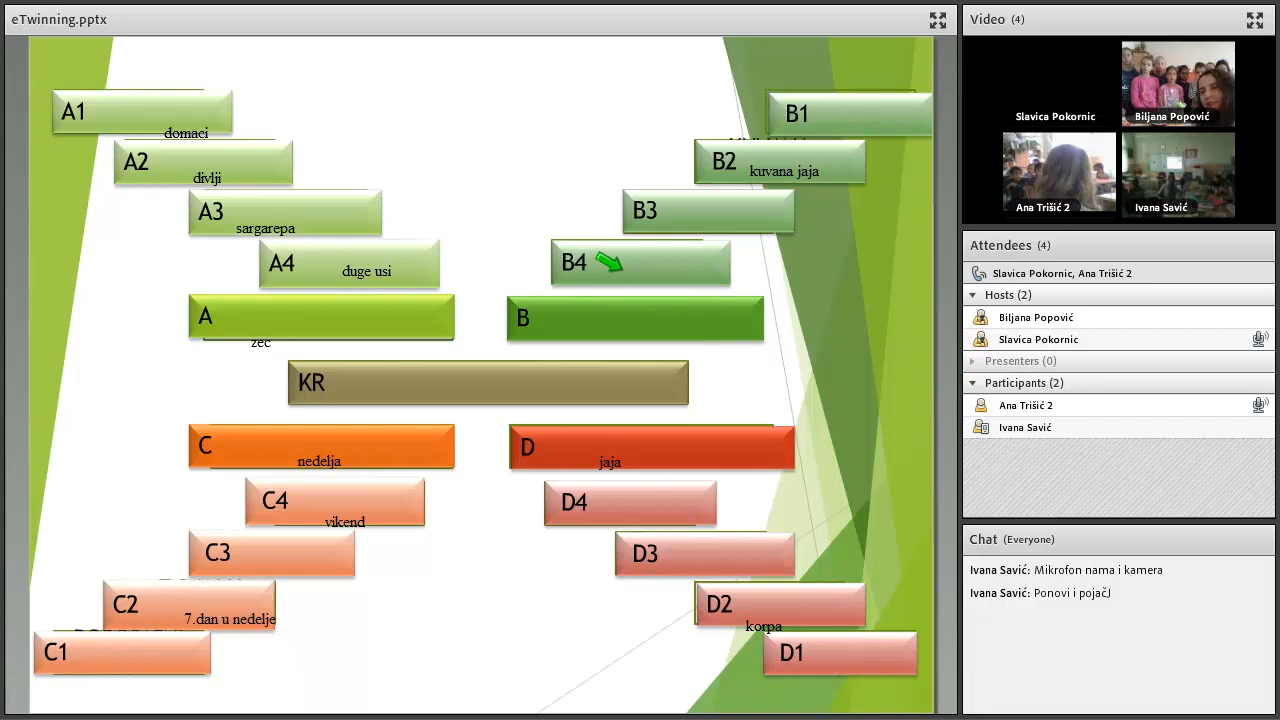 eTwinning.pptx
A1
domaci
A2
divlji
A3
sargarepa
A4
duge usi
A
zec
B1
B2
kuvana jaja
B3
B4
B
KR
C
nedelja
C4
vikend
C3
C2
7.dan u nedelje
C1
D
jaja
D4
D3
D2
korpa
D1
Video (4)
Slavica Pokornic
Biljana Popović
Ana Trišić 2
Ivana Savić
Attendees (4)
Slavica Pokornic, Ana Trišić 2
Hosts (2)
Biljana Popović
Slavica Pokornic
Presenters (0)
Participants (2)
Ana Trišić 2
Ivana Savić
Chat (Everyone)
Ivana Savić: Mikrofon nama i kamera
Ivana Savić: Ponovi i pojačJ